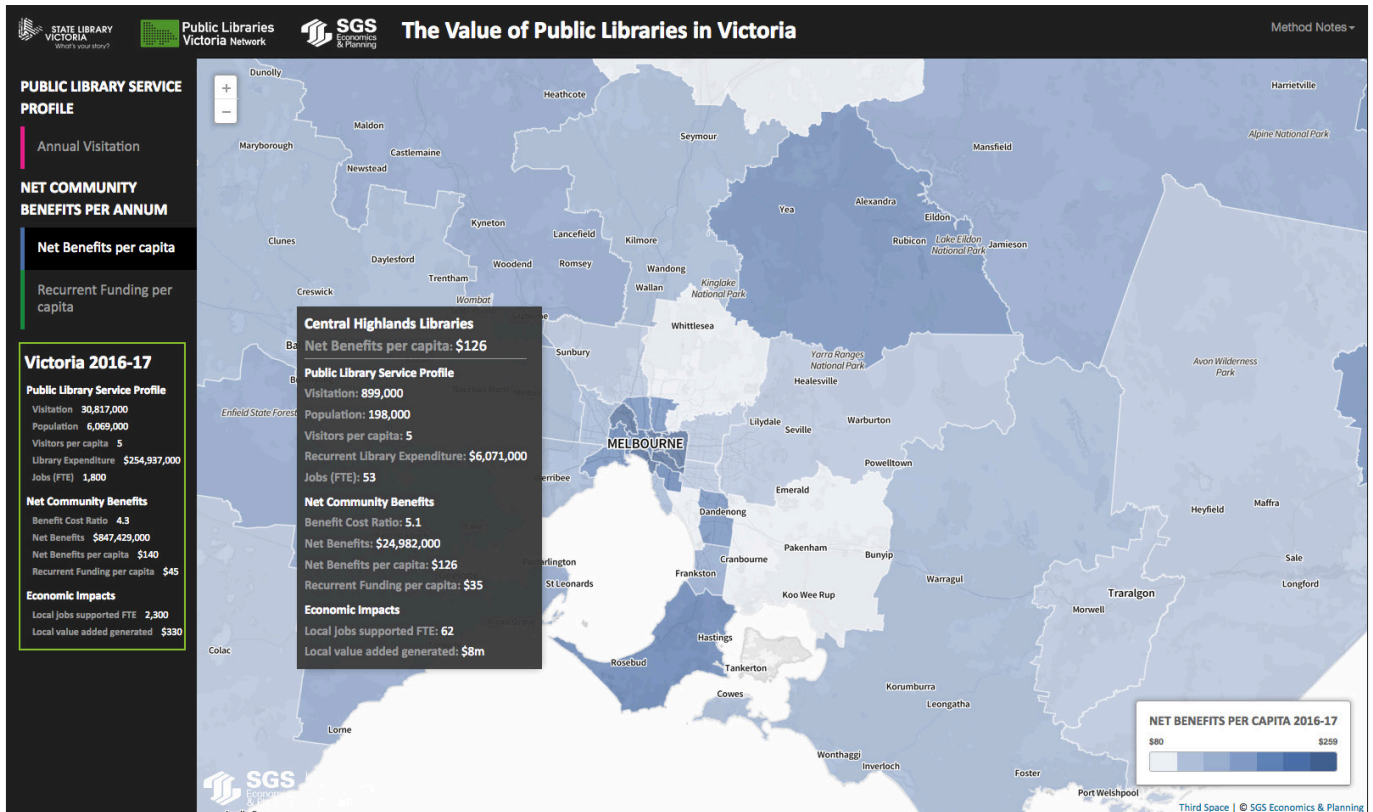 STATE LIBRARY
VICTORIA
What's your story?
Public Libraries
Victoria Network
SGS
Economics
& Planning
The Value of Public Libraries in Victoria
Method Notes
PUBLIC LIBRARY SERVICE
PROFILE
Annual Visitation
NET COMMUNITY
BENEFITS PER ANNUM
Net Benefits per capita
Recurrent Funding per
capita
Victoria 2016-17
Public Library Service Profile
Visitation 30,817,000
Population 6,069,000
Visitors per capita 5
Library Expenditure $254,937,000
Jobs (FTE) 1,800
Net Community Benefits
Benefit Cost Ratio 4.3
Net Benefits $847,429,000
Net Benefits per capita $140
Recurrent Funding per capita $45
Economic Impacts
Local jobs supported FTE 2,300
Local value added generated $330
+
−
Dunolly
Heathcote
Harrietville
Maldon
Seymour
Alpine National Park
Maryborough
Castlemaine
Mansfield
Newstead
Yea
Alexandra
Eildon
Kyneton
Clunes
Lancefield
Kilmore
Rubicon
Lake Eildon
National Park
Jamieson
Daylesford
Woodend
Romsey
Wandong
Trentham
Wallan
Kinglake
National Park
Creswick
Wombat
Whittlesea
Sunbury
Yarra Ranges
National Park
Avon Wilderness
Park
Healesville
Enfield State Forest
Lilydale
Seville
Warburton
MELBOURNE
Powelltown
Emerald
Dandenong
Heyfield
Maffra
Pakenham
Bunyip
Cranbourne
Sale
St Leonards
Frankston
Warragul
Longford
Koo Wee Rup
Traralgon
Morwell
Hastings
Colac
Rosebud
Tankerton
Cowes
Korumburra
Leongatha
Lorne
Wonthaggi
Inverloch
Foster
Port Welshpool
Central Highlands Libraries
Net Benefits per capita: $126
Public Library Service Profile
Visitation: 899,000
Population: 198,000
Visitors per capita: 5
Recurrent Library Expenditure: $6,071,000
Jobs (FTE): 53
Net Community Benefits
Benefit Cost Ratio: 5.1
Net Benefits: $24,982,000
Net Benefits per capita: $126
Recurrent Funding per capita: $35
Economic Impacts
Local jobs supported FTE: 62
Local value added generated: $8m
NET BENEFITS PER CAPITA 2016-17
$80 $259
SGS
Third Space | © SGS Economics & Planning